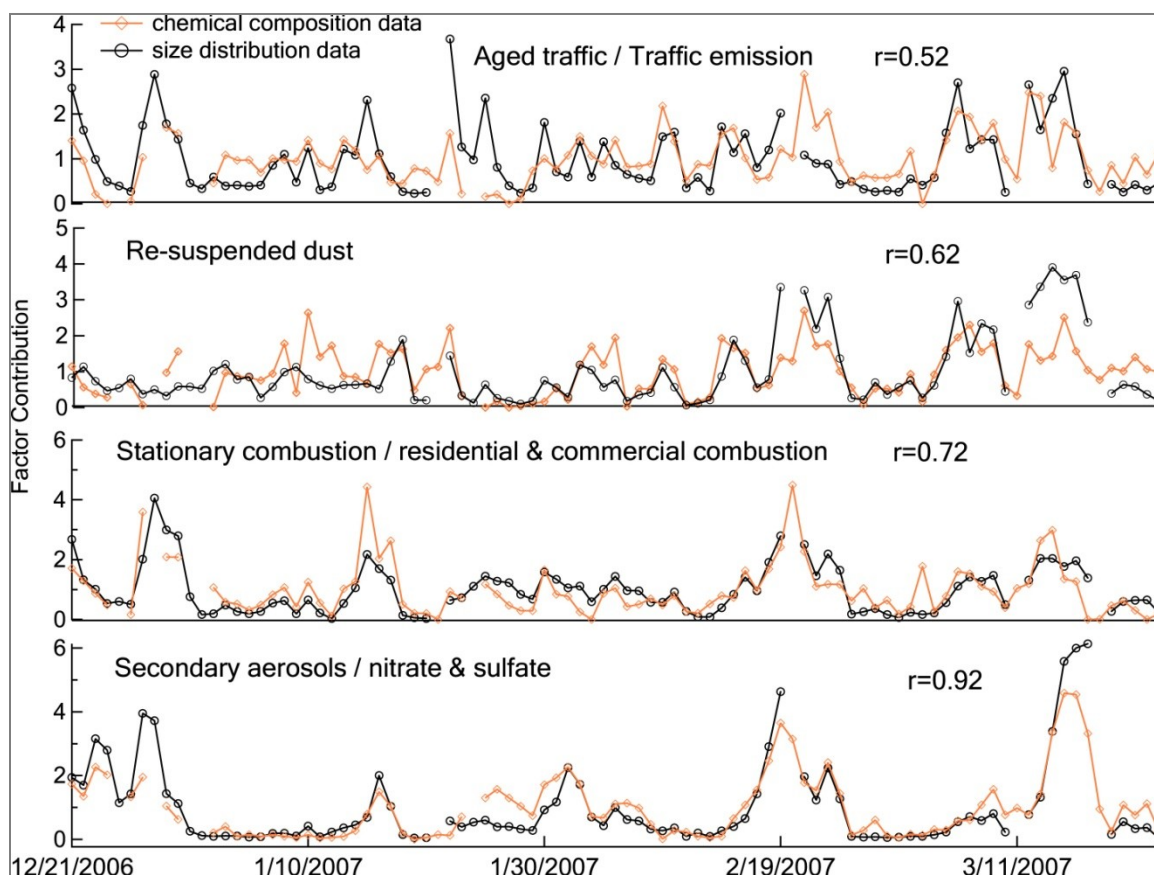 chemical composition data
size distribution data
Aged traffic / Traffic emission
r=0.52
4
3
2
1
0
Re-suspended dust
r=0.62
5
4
3
2
1
0
Factor Contribution
Stationary combustion / residential & commercial combustion
r=0.72
6
4
2
0
Secondary aerosols / nitrate & sulfate
r=0.92
6
4
2
0
12/21/2006
1/10/2007
1/30/2007
2/19/2007
3/11/2007